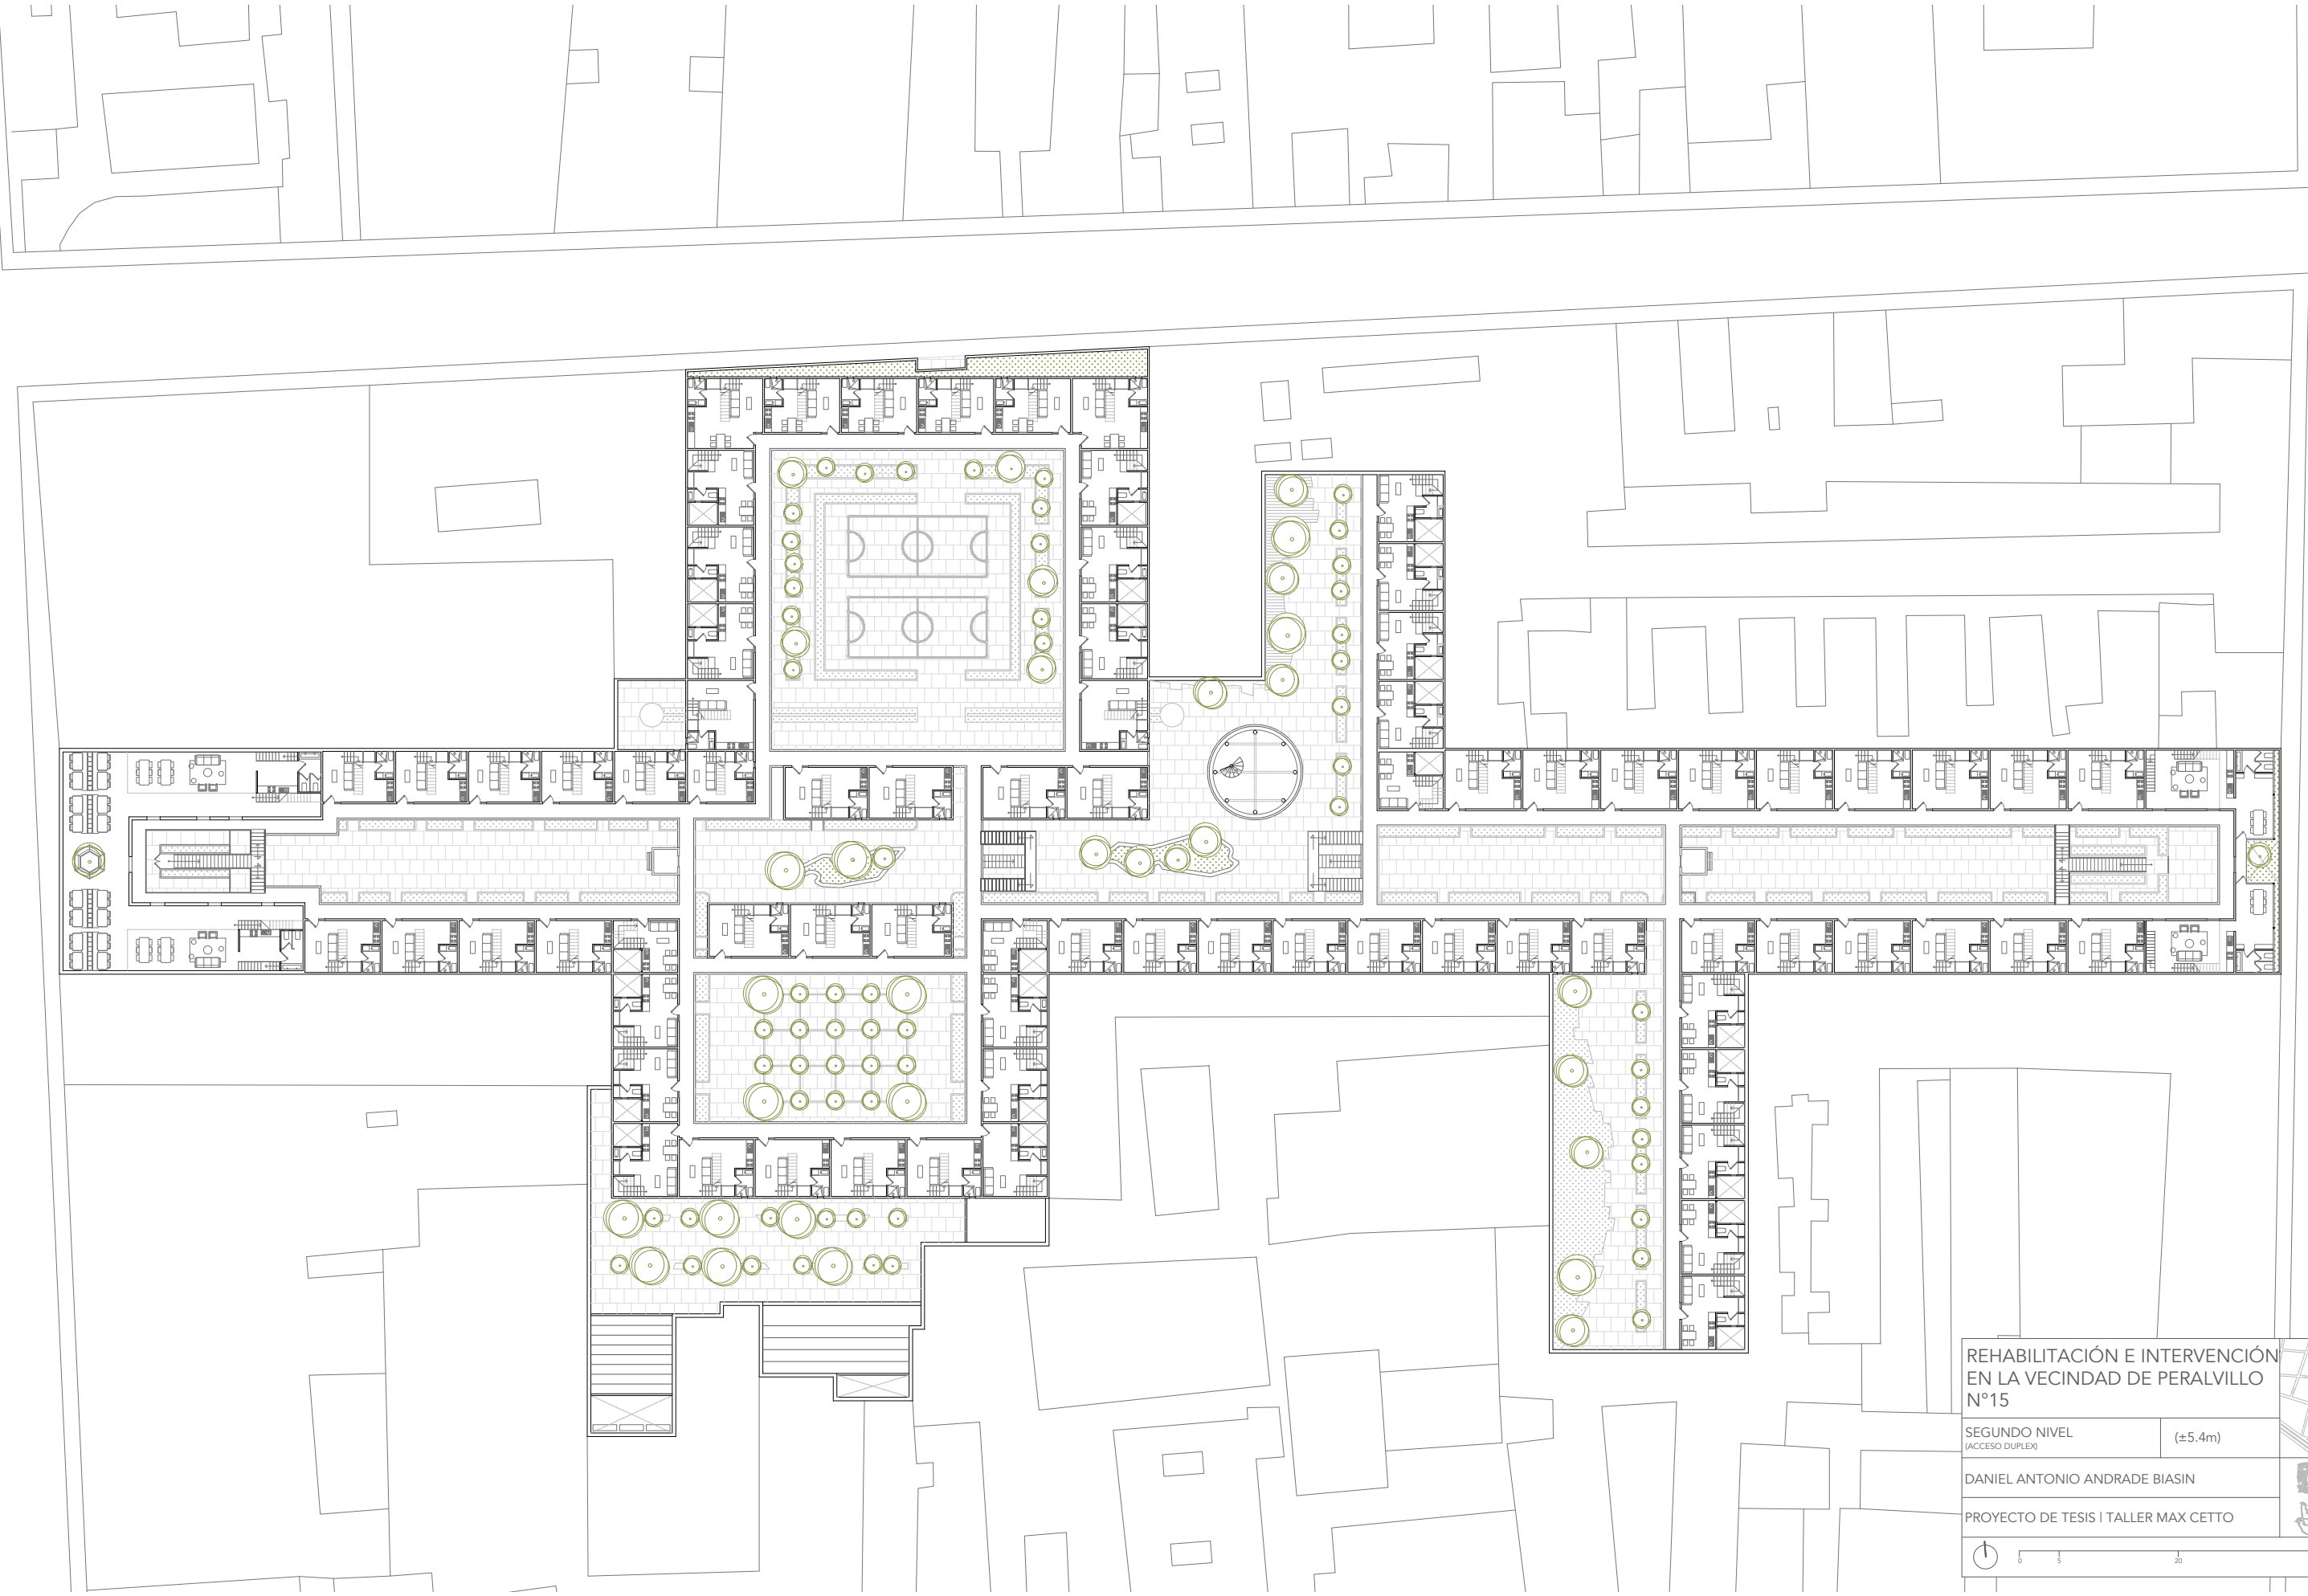 REHABILITACIÓN E INTERVENCIÓN
EN LA VECINDAD DE PERALVILLO
N°15
SEGUNDO NIVEL
(±5.4m)
(ACCESO DUPLEX)
DANIEL ANTONIO ANDRADE BIASIN
PROYECTO DE TESIS | TALLER MAX CETTO
0 5 20